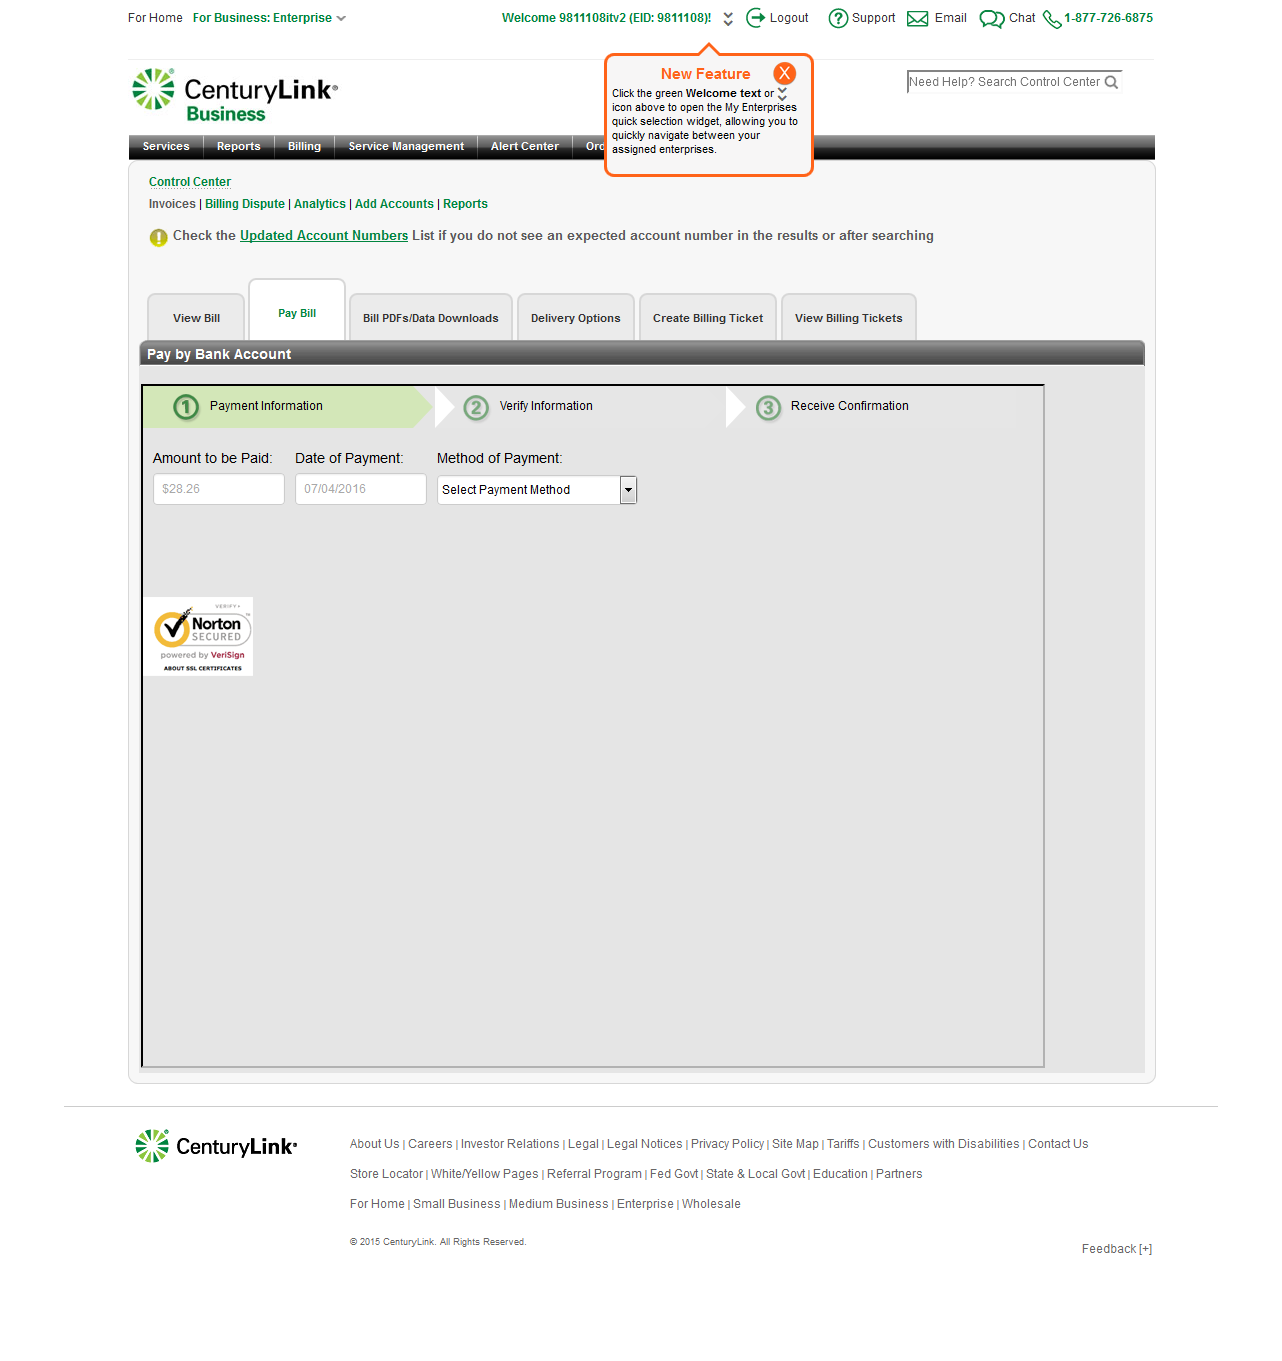 For Home For Business: Enterprise Welcome 9811108itv2 (EID: 9811108)! Logout Support Email Chat 1-877-726-6875
New Feature X
Click the green Welcome text or
icon above to open the My Enterprises
quick selection widget, allowing you to
quickly navigate between your
assigned enterprises.
CenturyLink®
Business
Need Help? Search Control Center
Services Reports Billing Service Management Alert Center
Control Center
Invoices | Billing Dispute | Analytics | Add Accounts | Reports
Check the Updated Account Numbers List if you do not see an expected account number in the results or after searching
View Bill Pay Bill Bill PDFs/Data Downloads Delivery Options Create Billing Ticket View Billing Tickets
Pay by Bank Account
1 Payment Information 2 Verify Information 3 Receive Confirmation
Amount to be Paid: Date of Payment: Method of Payment:
$28.26 07/04/2016 Select Payment Method
VERIFY›
Norton™
SECURED
powered by VeriSign
ABOUT SSL CERTIFICATES
CenturyLink®
About Us | Careers | Investor Relations | Legal | Legal Notices | Privacy Policy | Site Map | Tariffs | Customers with Disabilities | Contact Us
Store Locator | White/Yellow Pages | Referral Program | Fed Govt | State & Local Govt | Education | Partners
For Home | Small Business | Medium Business | Enterprise | Wholesale
© 2015 CenturyLink. All Rights Reserved.
Feedback [+]